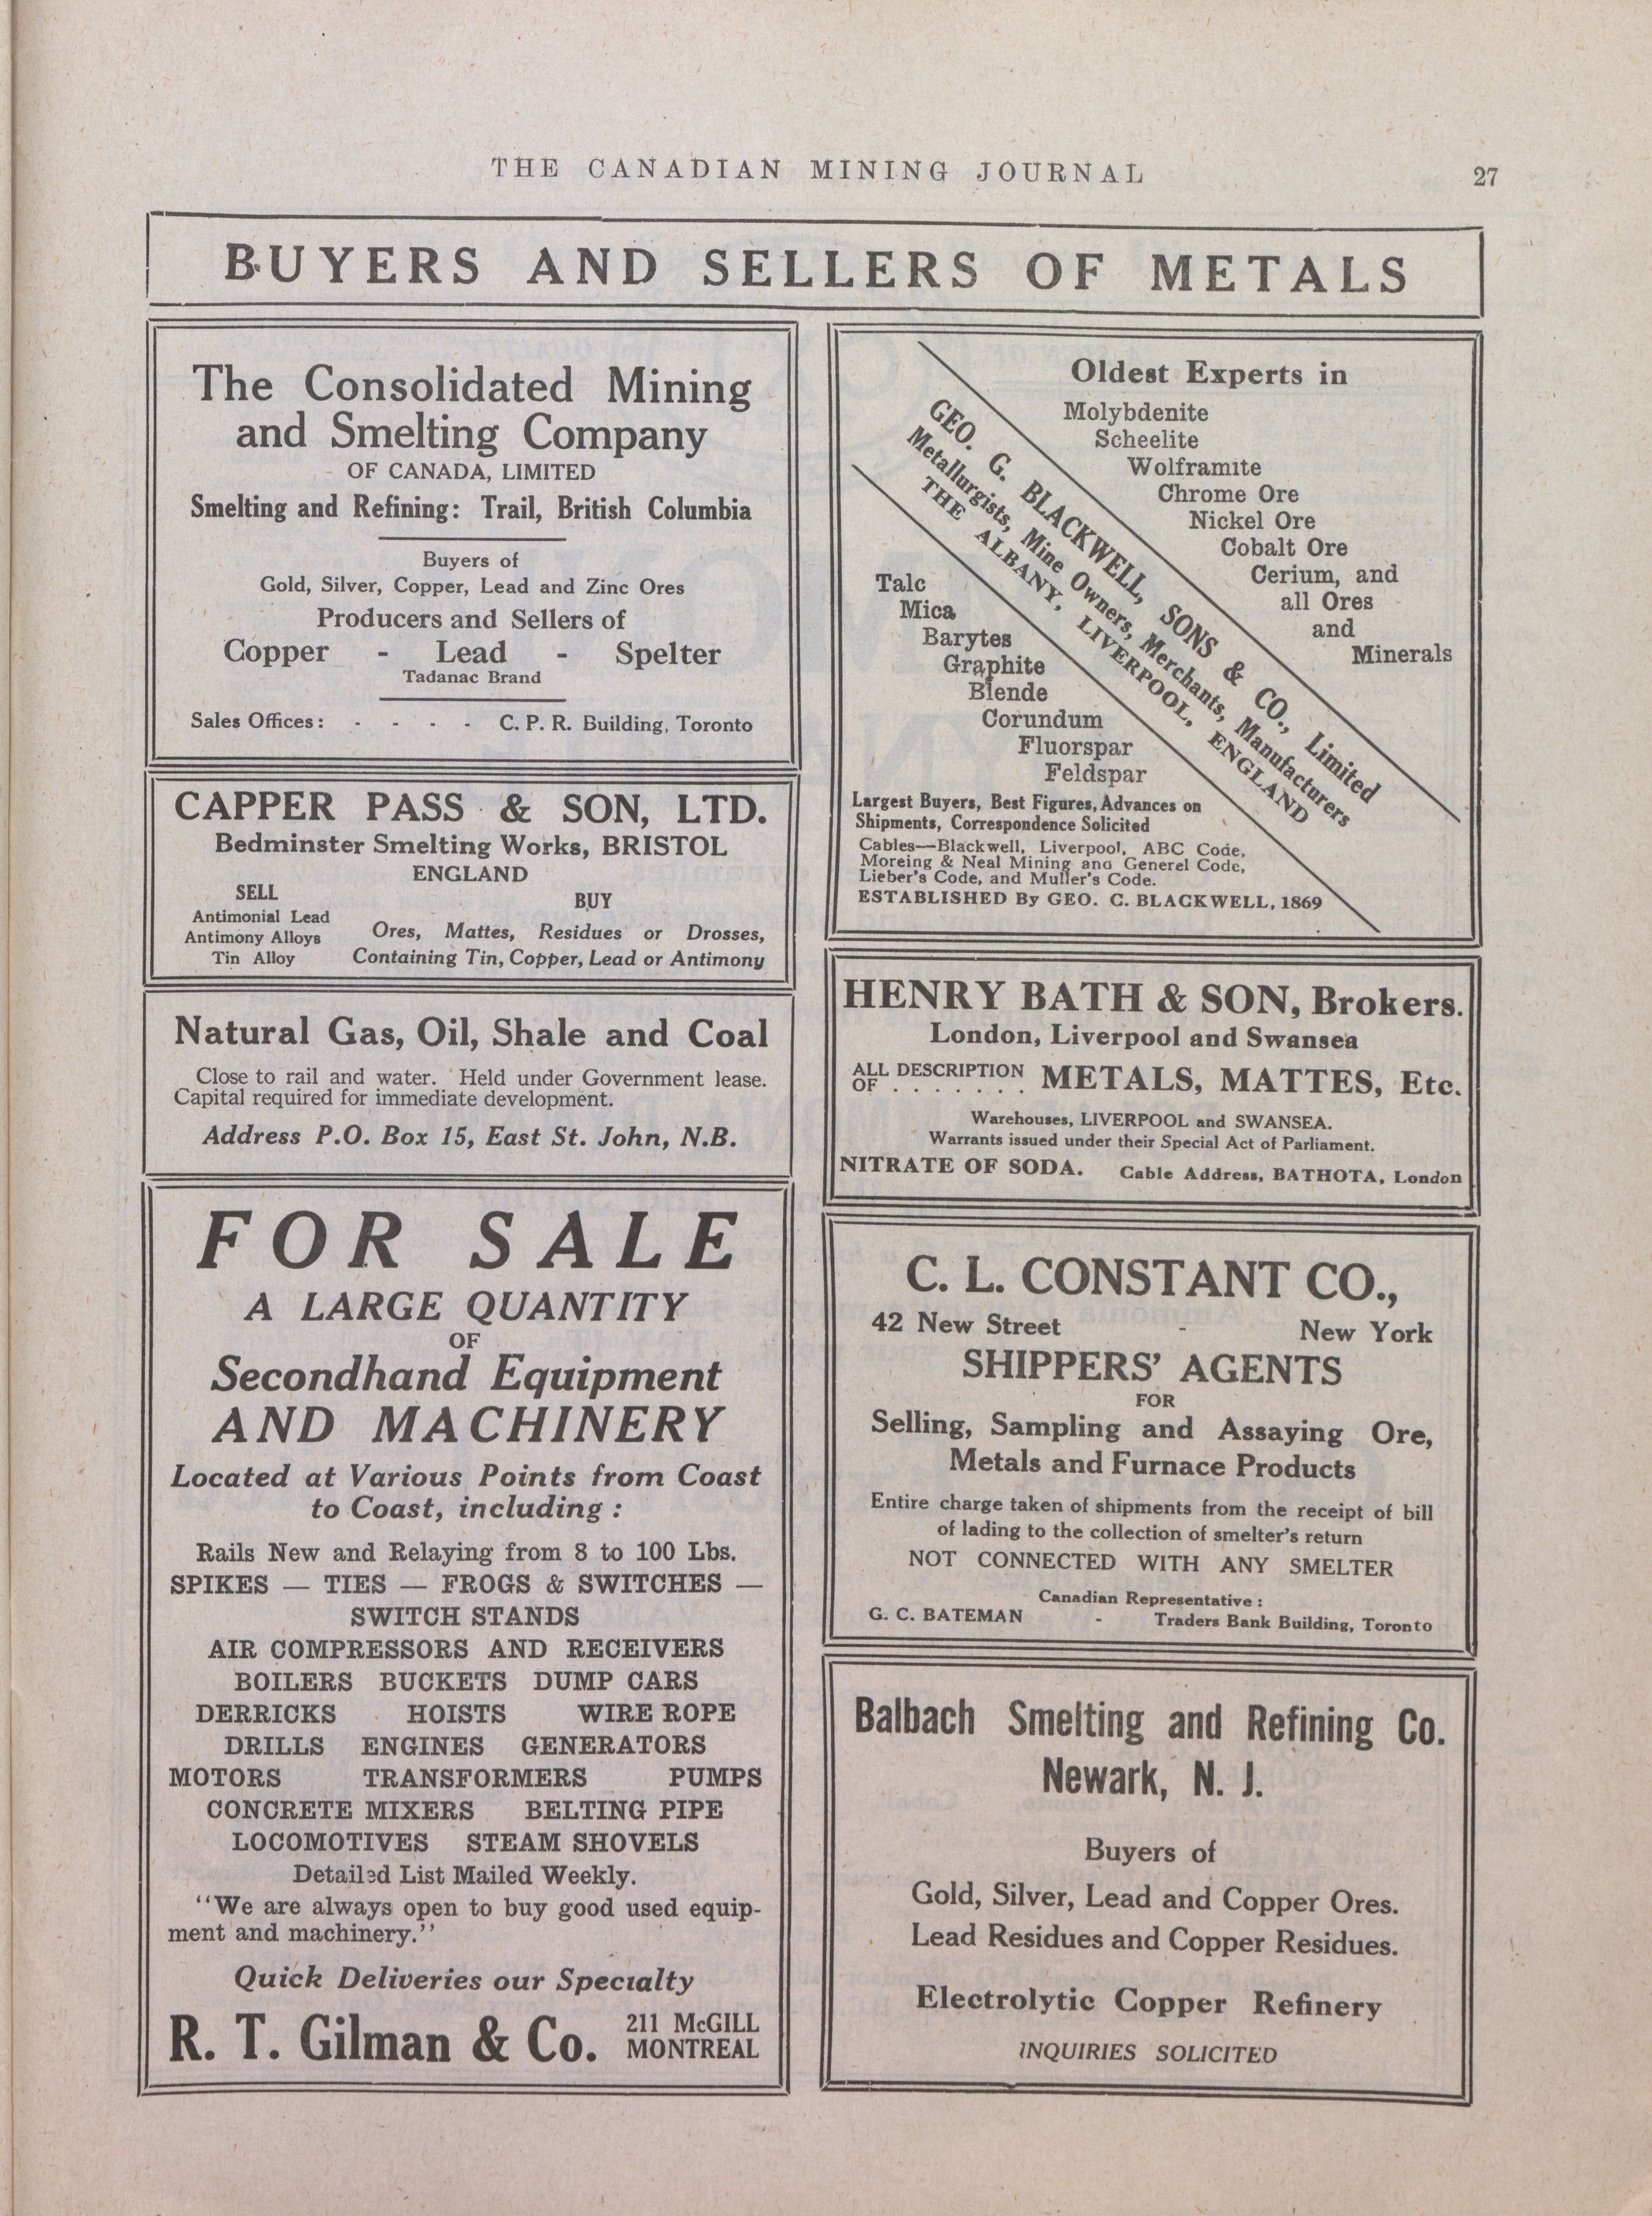 THE CANADIAN MINING JOURNAL 27
BUYERS AND SELLERS OF METALS
The Consolidated Mining
and Smelting Company
OF CANADA, LIMITED
Smelting and Refining: Trail, British Columbia
Buyers of
Gold, Silver, Copper, Lead and Zinc Ores
Producers and Sellers of
Copper - Lead - Spelter
Tadanac Brand
Sales Offices: - - - - C. P. R. Building, Toronto
CAPPER PASS & SON, LTD.
Bedminster Smelting Works, BRISTOL
ENGLAND
SELL
Antimonial Lead
Antimony Alloys
Tin Alloy
BUY
Ores, Mattes, Residues or Drosses,
Containing Tin, Copper, Lead or Antimony
Natural Gas, Oil, Shale and Coal
Close to rail and water. Held under Government lease.
Capital required for immediate development.
Address P.O. Box 15, East St. John, N.B.
FOR SALE
A LARGE QUANTITY
OF
Secondhand Equipment
AND MACHINERY
Located at Various Points from Coast
to Coast, including :
Rails New and Relaying from 8 to 100 Lbs.
SPIKES — TIES — FROGS & SWITCHES —
SWITCH STANDS
AIR COMPRESSORS AND RECEIVERS
BOILERS BUCKETS DUMP CARS
DERRICKS HOISTS WIRE ROPE
DRILLS ENGINES GENERATORS
MOTORS TRANSFORMERS PUMPS
CONCRETE MIXERS BELTING PIPE
LOCOMOTIVES STEAM SHOVELS
Detailed List Mailed Weekly.
"We are always open to buy good used equip-
ment and machinery."
Quick Deliveries our Specialty
R. T. Gilman & Co. 211 McGILL
MONTREAL
Oldest Experts in
Molybdenite
Scheelite
Wolframite
Chrome Ore
Nickel Ore
Cobalt Ore
Cerium, and
all Ores
and
Minerals
GEO. G. BLACKWELL, SONS & CO., Limited
Metallurgists, Mine Owners, Merchants, Manufacturers
THE ALBANY, LIVERPOOL, ENGLAND
Talc
Mica
Barytes
Graphite
Blende
Corundum
Fluorspar
Feldspar
Largest Buyers, Best Figures, Advances on
Shipments, Correspondence Solicited
Cables—Blackwell, Liverpool, ABC Code,
Moreing & Neal Mining and Generel Code,
Lieber's Code, and Muller's Code.
ESTABLISHED By GEO. C. BLACKWELL, 1869
HENRY BATH & SON, Brokers.
London, Liverpool and Swansea
ALL DESCRIPTION
OF . . . . . . . METALS, MATTES, Etc.
Warehouses, LIVERPOOL and SWANSEA.
Warrants issued under their Special Act of Parliament.
NITRATE OF SODA. Cable Address, BATHOTA, London
C. L. CONSTANT CO.,
42 New Street - New York
SHIPPERS' AGENTS
FOR
Selling, Sampling and Assaying Ore,
Metals and Furnace Products
Entire charge taken of shipments from the receipt of bill
of lading to the collection of smelter's return
NOT CONNECTED WITH ANY SMELTER
Canadian Representative :
G. C. BATEMAN - Traders Bank Building, Toronto
Balbach Smelting and Refining Co.
Newark, N. J.
Buyers of
Gold, Silver, Lead and Copper Ores.
Lead Residues and Copper Residues.
Electrolytic Copper Refinery
INQUIRIES SOLICITED